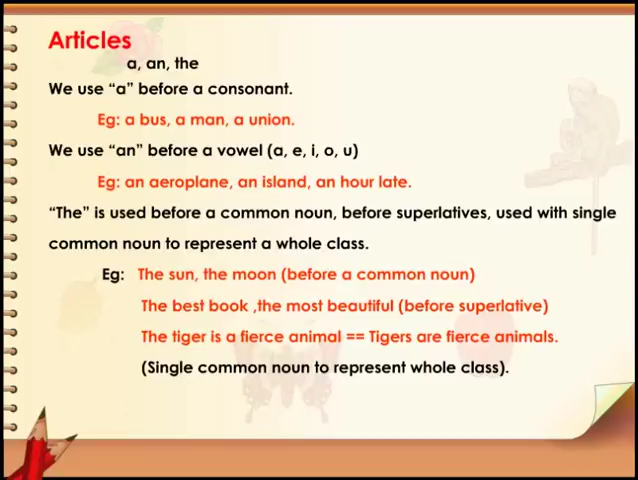 Articles
a, an, the
We use “a” before a consonant.
Eg: a bus, a man, a union.
We use “an” before a vowel (a, e, i, o, u)
Eg: an aeroplane, an island, an hour late.
“The” is used before a common noun, before superlatives, used with single
common noun to represent a whole class.
Eg: The sun, the moon (before a common noun)
The best book ,the most beautiful (before superlative)
The tiger is a fierce animal == Tigers are fierce animals.
(Single common noun to represent whole class).